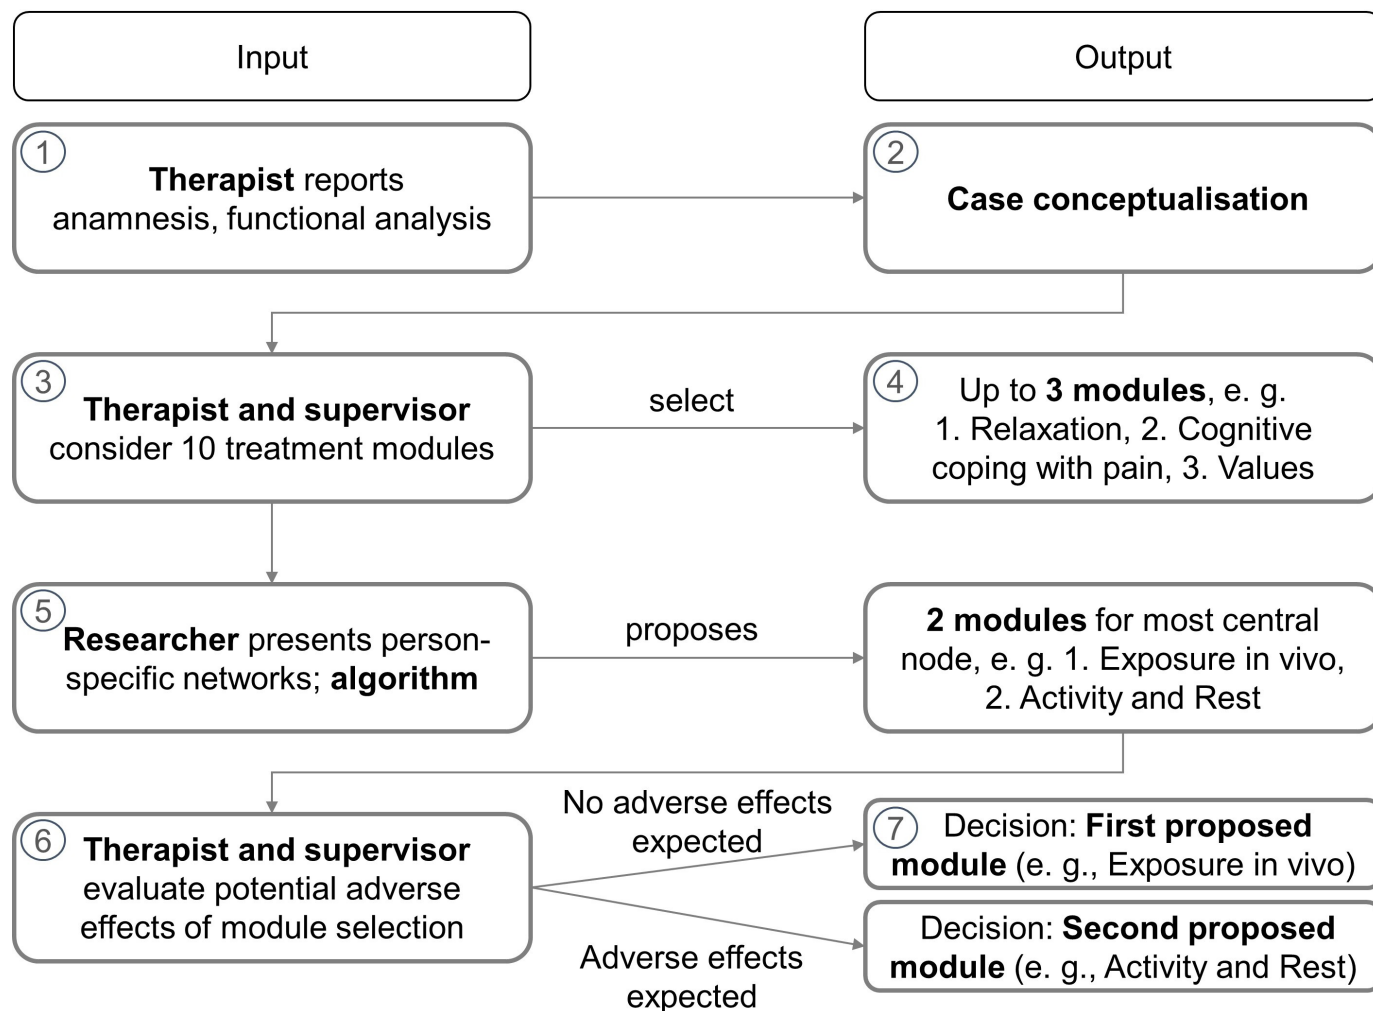 Input
Output
1
Therapist reports
anamnesis, functional analysis
2
Case conceptualisation
3
Therapist and supervisor
consider 10 treatment modules
select
4
Up to 3 modules, e. g.
1. Relaxation, 2. Cognitive
coping with pain, 3. Values
5
Researcher presents person-
specific networks; algorithm
proposes
2 modules for most central
node, e. g. 1. Exposure in vivo,
2. Activity and Rest
6
Therapist and supervisor
evaluate potential adverse
effects of module selection
No adverse effects
expected
Adverse effects
expected
7
Decision: First proposed
module (e. g., Exposure in vivo)
Decision: Second proposed
module (e. g., Activity and Rest)